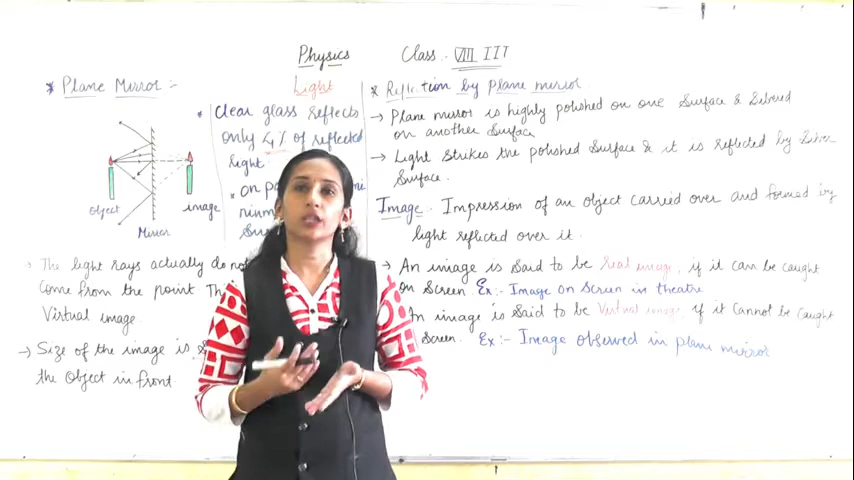 Physics Class :- VIII IIT
Light
* Plane Mirror :-
object
image
Mirror
→ The light rays actually do not
Come from the point
Virtual image.
→ Size of the image is
the Object in front.
* Clear glass reflects
only 4% of reflected
light
* on
* Reflection by plane mirror
→ Plane mirror is highly polished on one Surface &
on another Surface
→ Light Strikes the polished Surface & it is reflected by
Surface.
Image. Impression of an object carried over and formed by
light reflected over it.
→ An image is said to be Real image, if it can be caught
on Screen. Ex:- Image on Screen in theatre
An image is said to be Virtual image if it cannot be caught
Screen. Ex :- Image observed in plane mirror